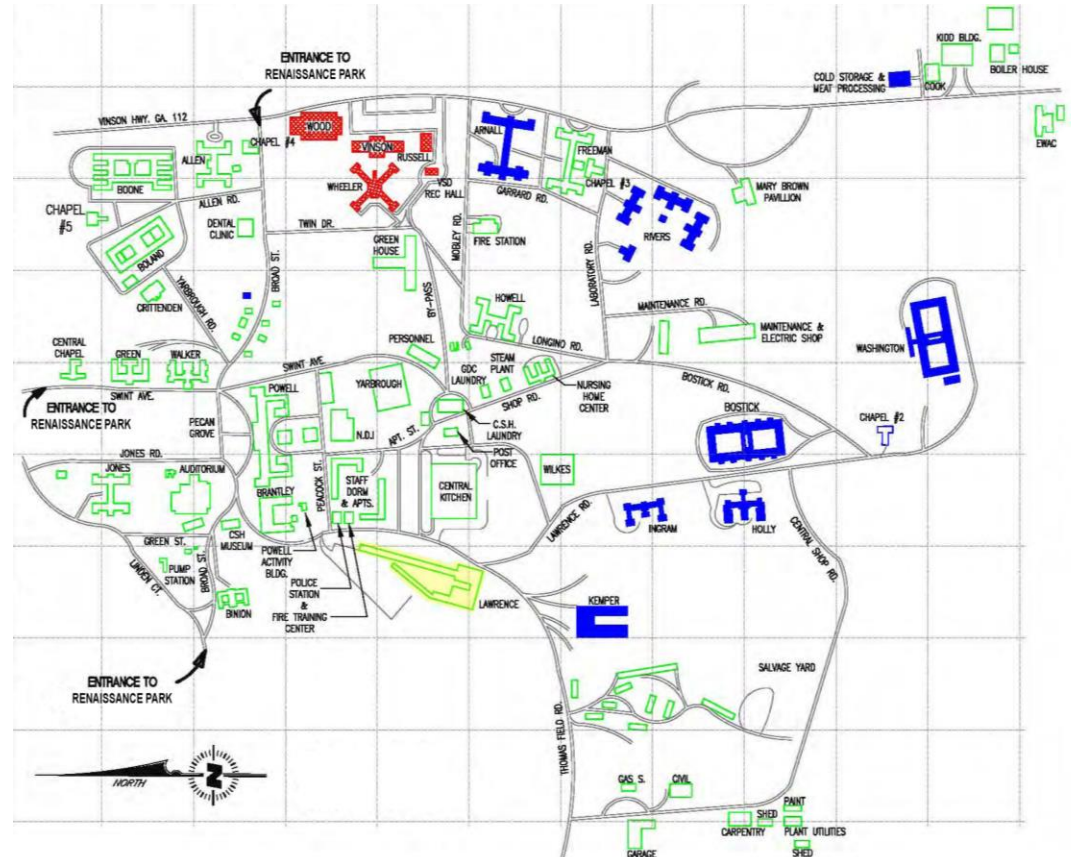 ENTRANCE TO
RENAISSANCE PARK
KIDD BLDG.
BOILER HOUSE
COLD STORAGE &
MEAT PROCESSING
COOK
EWAC
VINSON HWY. GA. 112
WOOD
CHAPEL #4
VINSON
RUSSELL
ARNALL
FREEMAN
ALLEN
BOONE
WHEELER
VSD
REC HALL
GARRARD RD.
CHAPEL #3
MARY BROWN
PAVILLION
ALLEN RD.
CHAPEL
#5
DENTAL
CLINIC
TWIN DR.
GREEN
HOUSE
MOBLEY RD.
FIRE STATION
RIVERS
BOLAND
YARBROUGH RD.
BROAD ST.
BY-PASS
LABORATORY RD.
CRITTENDEN
HOWELL
MAINTENANCE RD.
MAINTENANCE &
ELECTRIC SHOP
WASHINGTON
CENTRAL
CHAPEL
GREEN
WALKER
SWINT AVE
PERSONNEL
LONGINO RD.
STEAM
PLANT
GDC
LAUNDRY
NURSING
HOME
CENTER
BOSTICK RD.
SWINT AVE.
ENTRANCE TO
RENAISSANCE PARK
POWELL
YARBROUGH
SHOP RD.
BOSTICK
CHAPEL #2
PECAN
GROVE
N.D.I
APT. ST.
C.S.H.
LAUNDRY
POST
OFFICE
JONES RD.
JONES
AUDITORIUM
PEACOCK ST.
WILKES
BRANTLEY
STAFF
DORM
& APTS.
CENTRAL
KITCHEN
LAWRENCE RD.
INGRAM
HOLLY
CENTRAL SHOP RD.
GREEN ST.
CSH
MUSEUM
PUMP
STATION
BROAD ST.
LINDEN CT.
POWELL
ACTIVITY
BLDG.
POLICE
STATION
&
FIRE TRAINING
CENTER
BINION
LAWRENCE
KEMPER
ENTRANCE TO
RENAISSANCE PARK
SALVAGE YARD
THOMAS FIELD RD.
NORTH
N
GAS S.
CIVIL
PAINT
SHED
CARPENTRY
PLANT UTILITIES
GARAGE
SHED